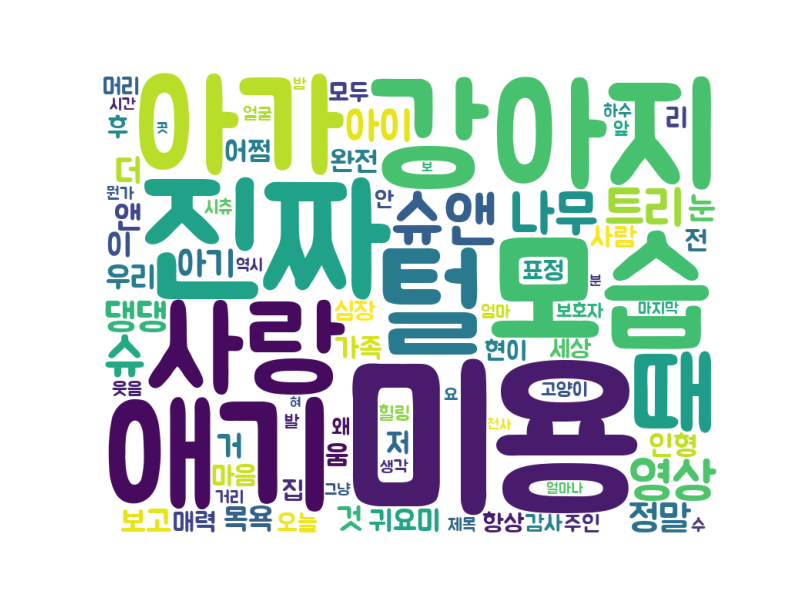 머리 아가 밤 모두 강아지 하수 리
시간 얼굴 앞
후 끗 어쩜 아이 완전 보
더
뭔가 진짜 시츄 안 슈앤 나무 트리 눈
앤 사람 전
이 아기 역시 털 모습 표정
우리 분
댕댕 사랑 심장 엄마 보호자 마지막
슈 가족 현이 세상 때
웃음 애기 혀 미용 요 고양이
발 왜 힐링 천사
거 움 저 인형
마음 생각 영상
거리 집 그냥 얼마나
보고 매력 목욕 오늘 것 귀요미 제목 항상 감사 주인 정말 수